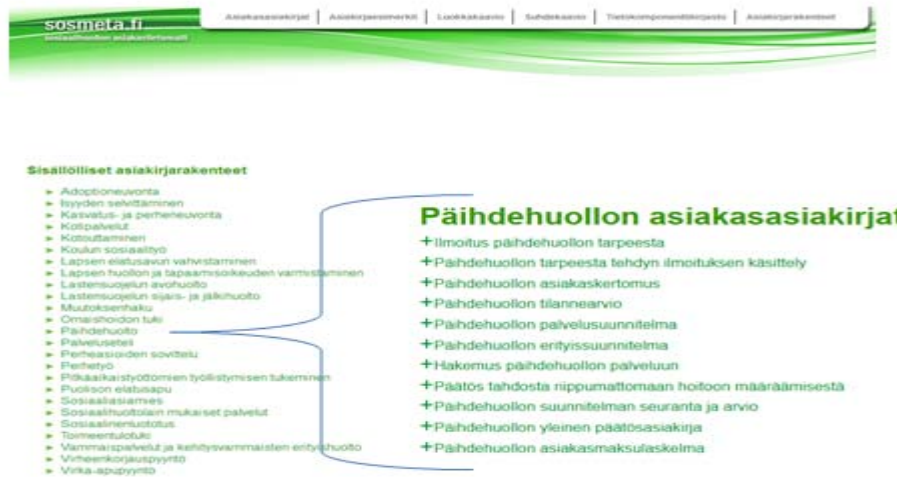 sosmeta.fi
sosiaalihuollon asiakastietomalli
Asiakasasiakirjat | Asiakirjaesimerkit | Luokkakaavio | Suhdekaavio | Tietokomponenttikirjasto | Asiakirjarakenteet
Sisällölliset asiakirjarakenteet
Adoptioneuvonta
Isyyden selvittäminen
Kasvatus- ja perheneuvonta
Kotipalvelut
Kotouttaminen
Koulun sosiaalityö
Lapsen elatusavun vahvistaminen
Lapsen huollon ja tapaamisoikeuden varmistaminen
Lastensuojelun avohuolto
Lastensuojelun sijais- ja jälkihuolto
Muutoksenhaku
Omaishoidon tuki
Päihdehuolto
Palveluseteli
Perheasioiden sovittelu
Perhetyö
Pitkäaikaistyöttömien työllistymisen tukeminen
Puolison elatusapu
Sosiaaliasiamies
Sosiaalihuoltolain mukaiset palvelut
Sosiaalinen luototus
Toimeentulotuki
Vammaispalvelut ja kehitysvammaisten erityishuolto
Virheenkorjauspyyntö
Virka-apupyyntö
Päihdehuollon asiakasasiakirjat
+Ilmoitus päihdehuollon tarpeesta
+Päihdehuollon tarpeesta tehdyn ilmoituksen käsittely
+Päihdehuollon asiakaskertomus
+Päihdehuollon tilannearvio
+Päihdehuollon palvelusuunnitelma
+Päihdehuollon erityissuunnitelma
+Hakemus päihdehuollon palveluun
+Päätös tahdosta riippumattomaan hoitoon määräämisestä
+Päihdehuollon suunnitelman seuranta ja arvio
+Päihdehuollon yleinen päätösasiakirja
+Päihdehuollon asiakasmaksulaskelma